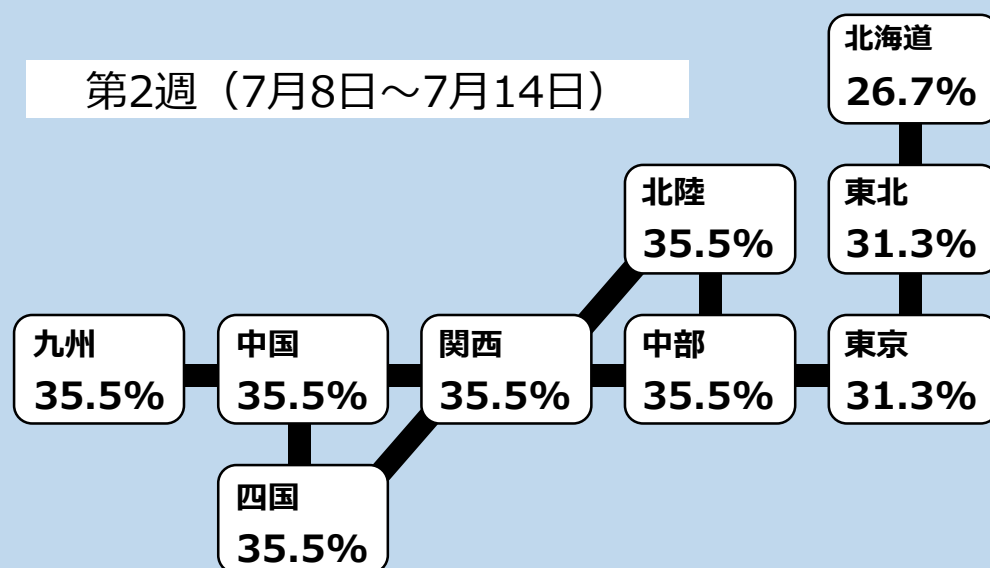 第2週（7月8日～7月14日）
北海道
26.7%
北陸
35.5%
東北
31.3%
九州
35.5%
中国
35.5%
関西
35.5%
中部
35.5%
東京
31.3%
四国
35.5%